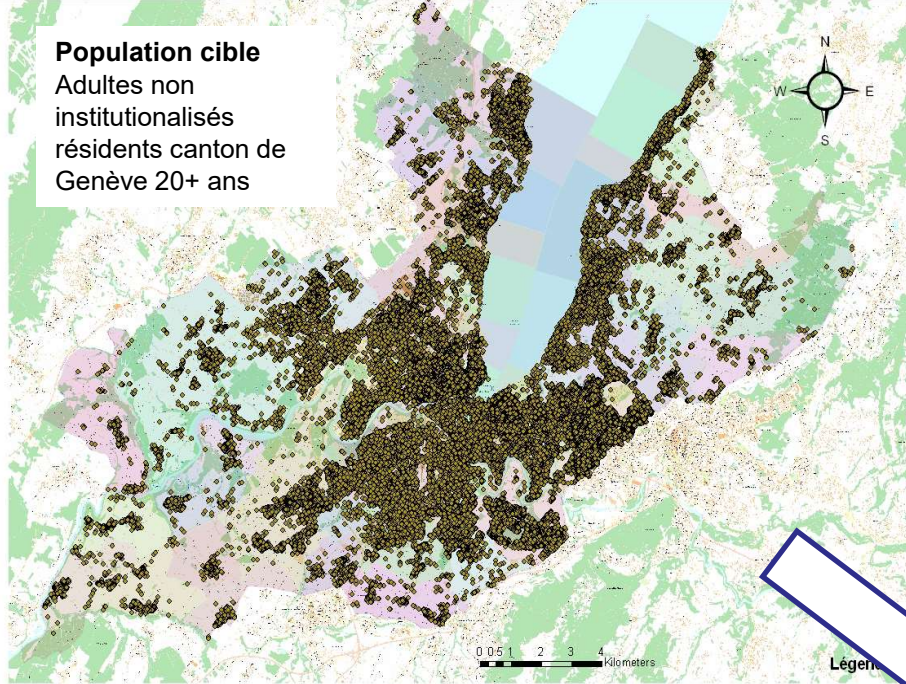 Population cible
Adultes non
institutionalisés
résidents canton de
Genève 20+ ans
N
W
E
S
0 0.5 1 2 3 4
Kilometers
Légen